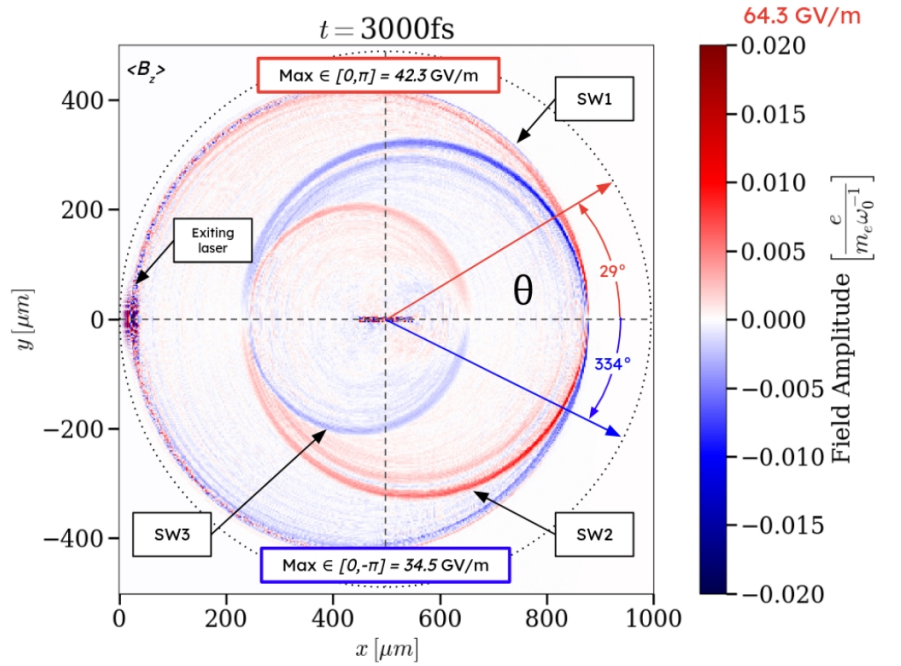 64.3 GV/m
t = 3000fs
<B_z>
Max ∈ [0,π] = 42.3 GV/m
SW1
Exiting
laser
29°
θ
334°
SW3
SW2
Max ∈ [0,-π] = 34.5 GV/m
400
200
0
−200
−400
y [μm]
0 200 400 600 800 1000
x [μm]
0.020
0.015
0.010
0.005
0.000
−0.005
−0.010
−0.015
−0.020
Field Amplitude [e / m_e ω_0^{-1}]